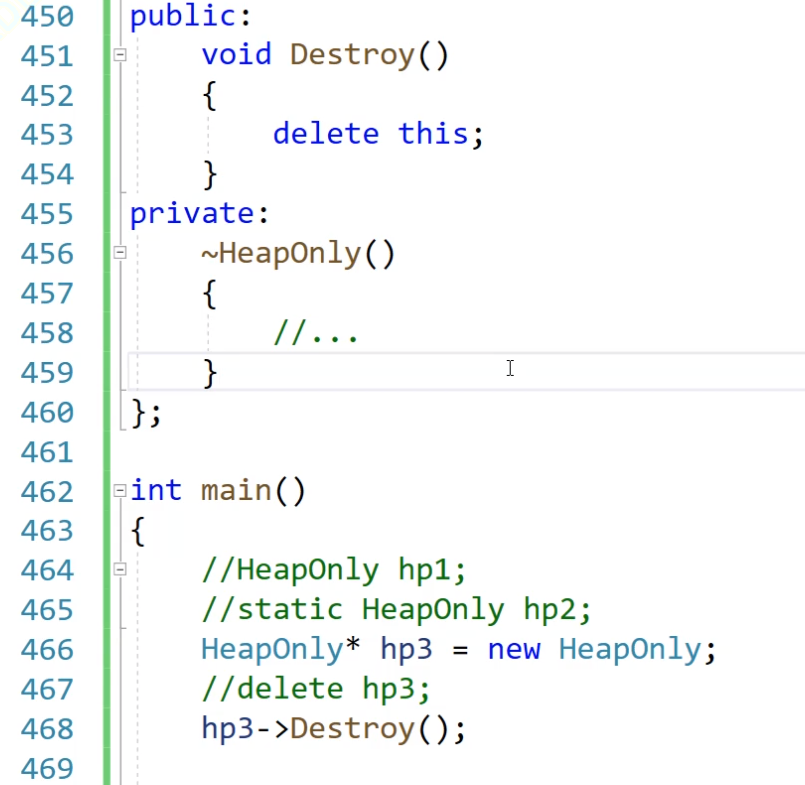 450 public:
451 void Destroy()
452 {
453 delete this;
454 }
455 private:
456 ~HeapOnly()
457 {
458 //...
459 }
460 };
461
462 int main()
463 {
464 //HeapOnly hp1;
465 //static HeapOnly hp2;
466 HeapOnly* hp3 = new HeapOnly;
467 //delete hp3;
468 hp3->Destroy();
469